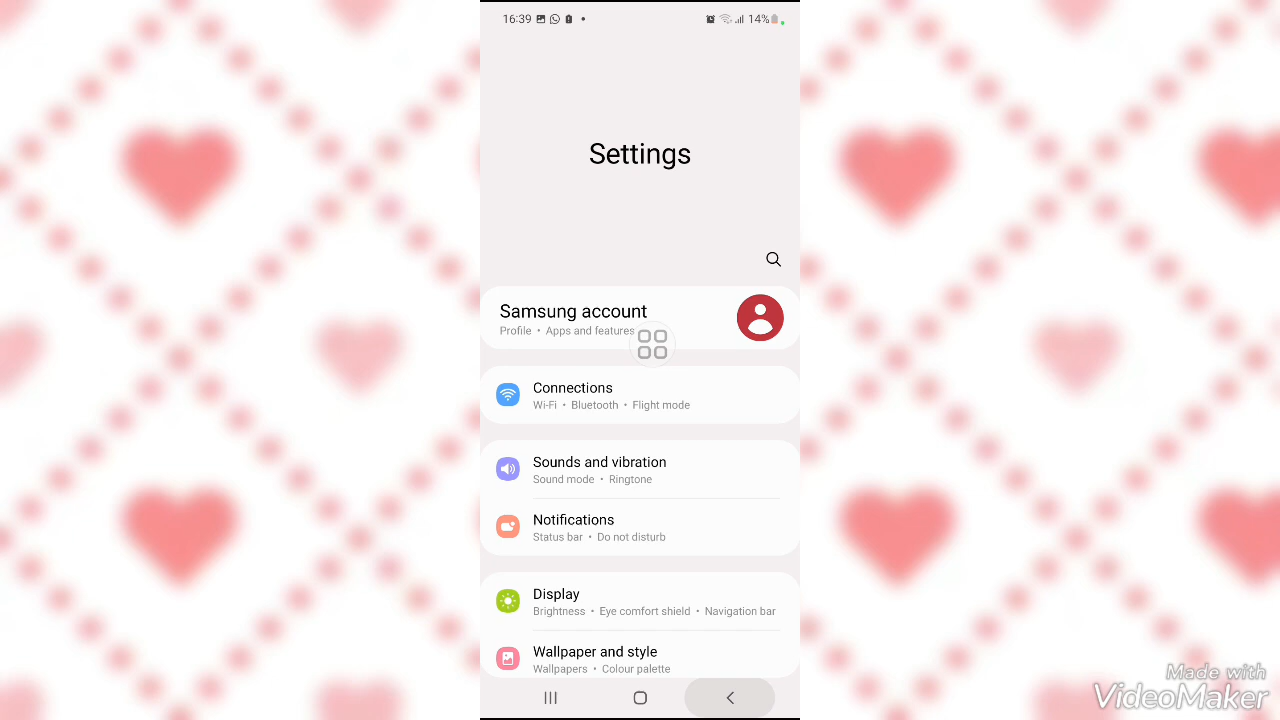 16:39
14%
Settings
Samsung account
Profile • Apps and features
Connections
Wi-Fi • Bluetooth • Flight mode
Sounds and vibration
Sound mode • Ringtone
Notifications
Status bar • Do not disturb
Display
Brightness • Eye comfort shield • Navigation bar
Wallpaper and style
Wallpapers • Colour palette
Made with
VideoMaker